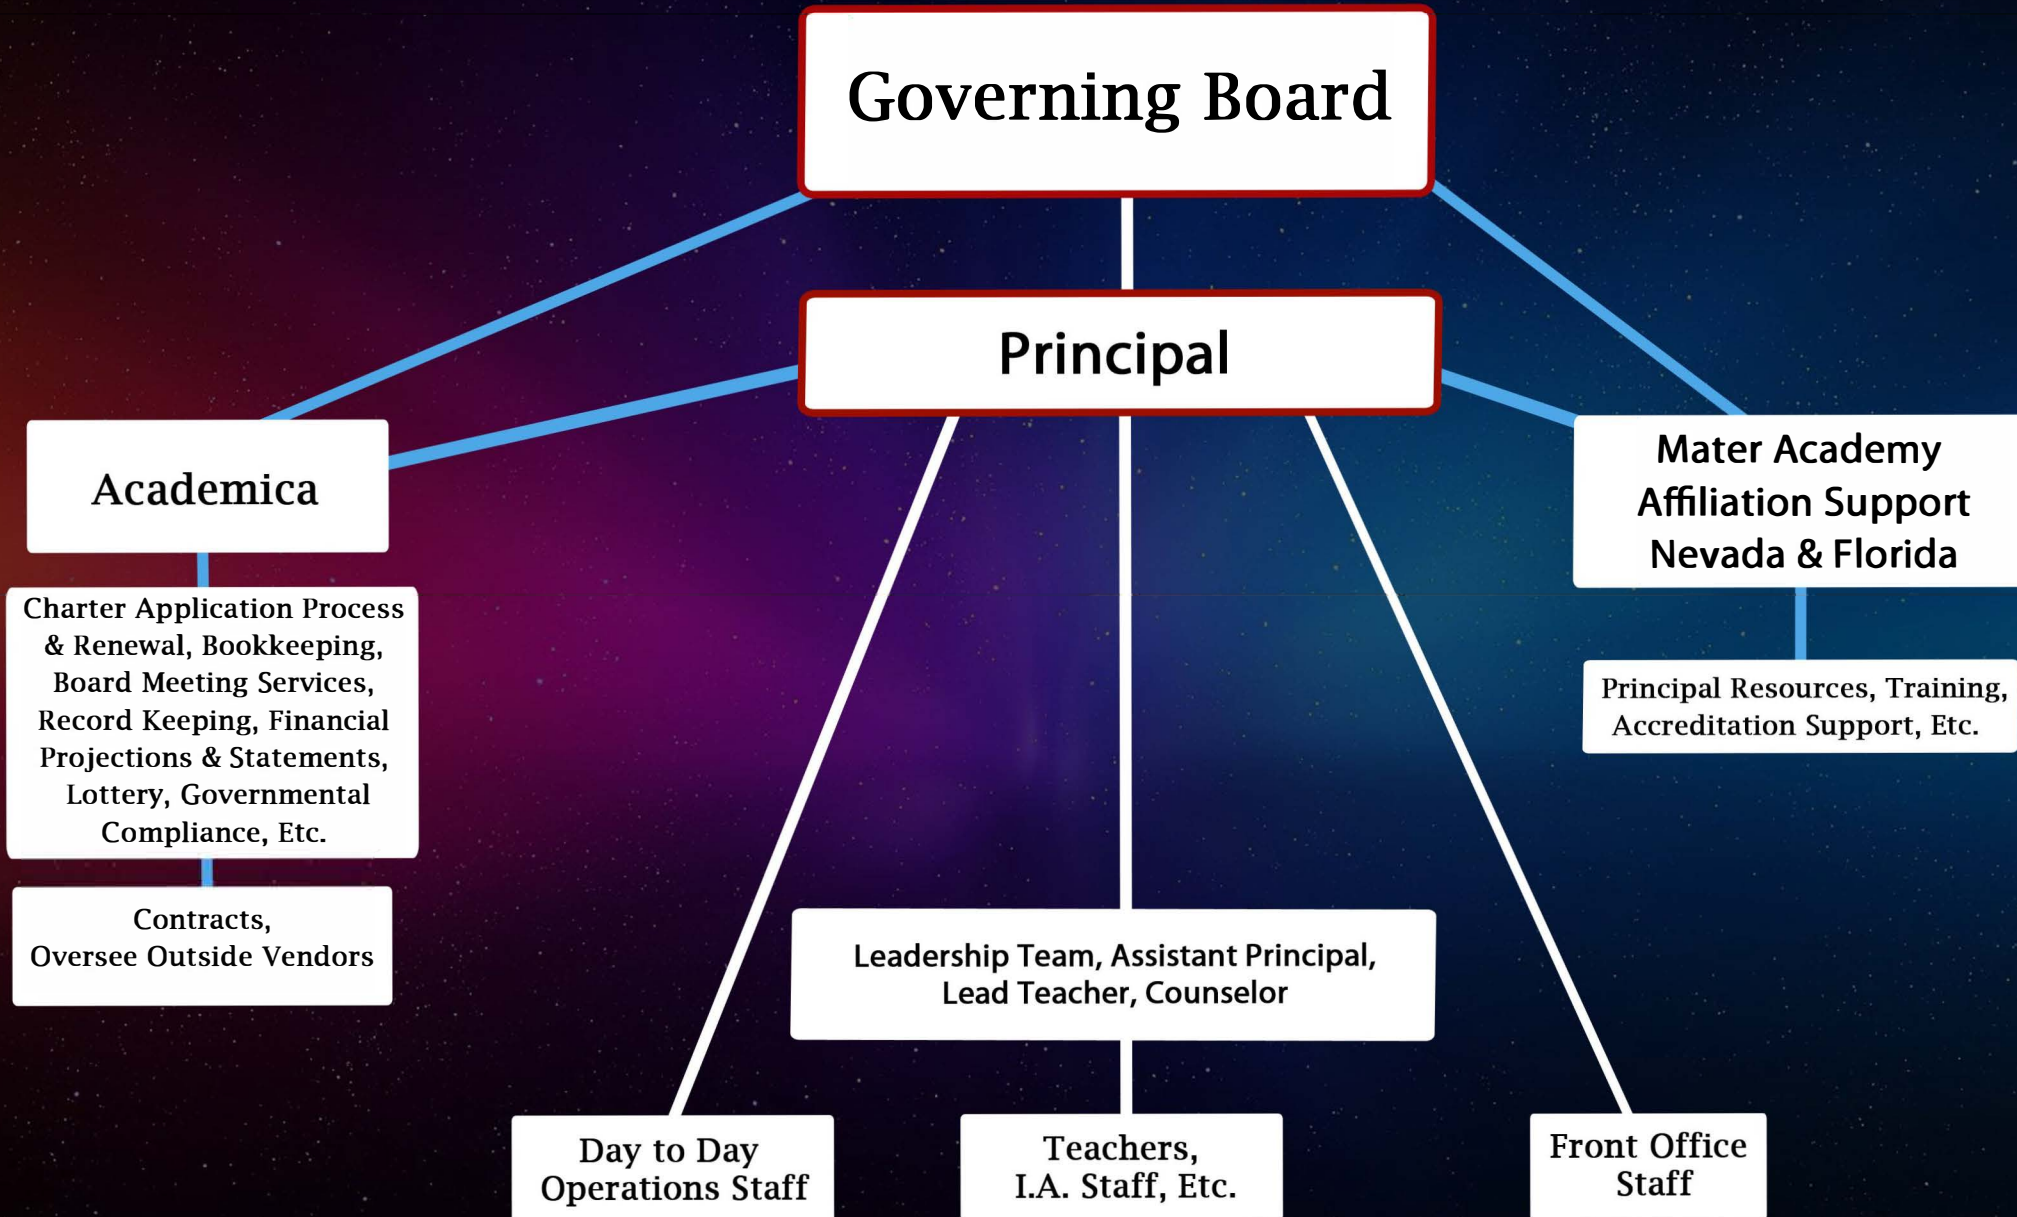 Governing Board
Principal
Academica
Mater Academy
Affiliation Support
Nevada & Florida
Charter Application Process
& Renewal, Bookkeeping,
Board Meeting Services,
Record Keeping, Financial
Projections & Statements,
Lottery, Governmental
Compliance, Etc.
Principal Resources, Training,
Accreditation Support, Etc.
Contracts,
Oversee Outside Vendors
Leadership Team, Assistant Principal,
Lead Teacher, Counselor
Day to Day
Operations Staff
Teachers,
I.A. Staff, Etc.
Front Office
Staff